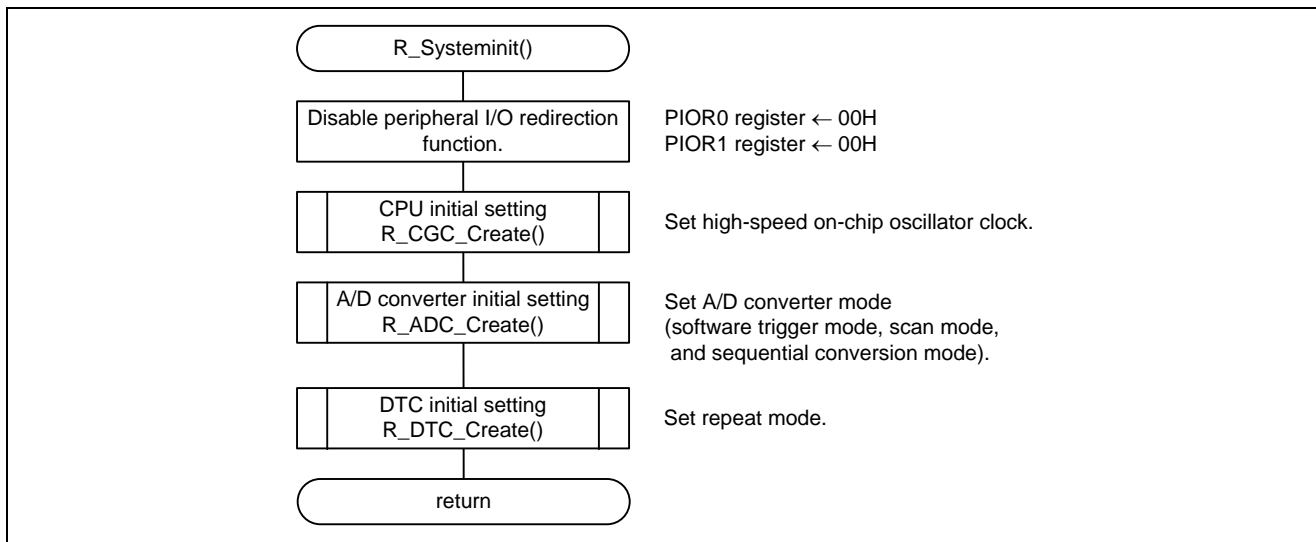 R_Systeminit()
Disable peripheral I/O redirection
function.
PIOR0 register ← 00H
PIOR1 register ← 00H
CPU initial setting
R_CGC_Create()
Set high-speed on-chip oscillator clock.
A/D converter initial setting
R_ADC_Create()
Set A/D converter mode
(software trigger mode, scan mode,
and sequential conversion mode).
DTC initial setting
R_DTC_Create()
Set repeat mode.
return